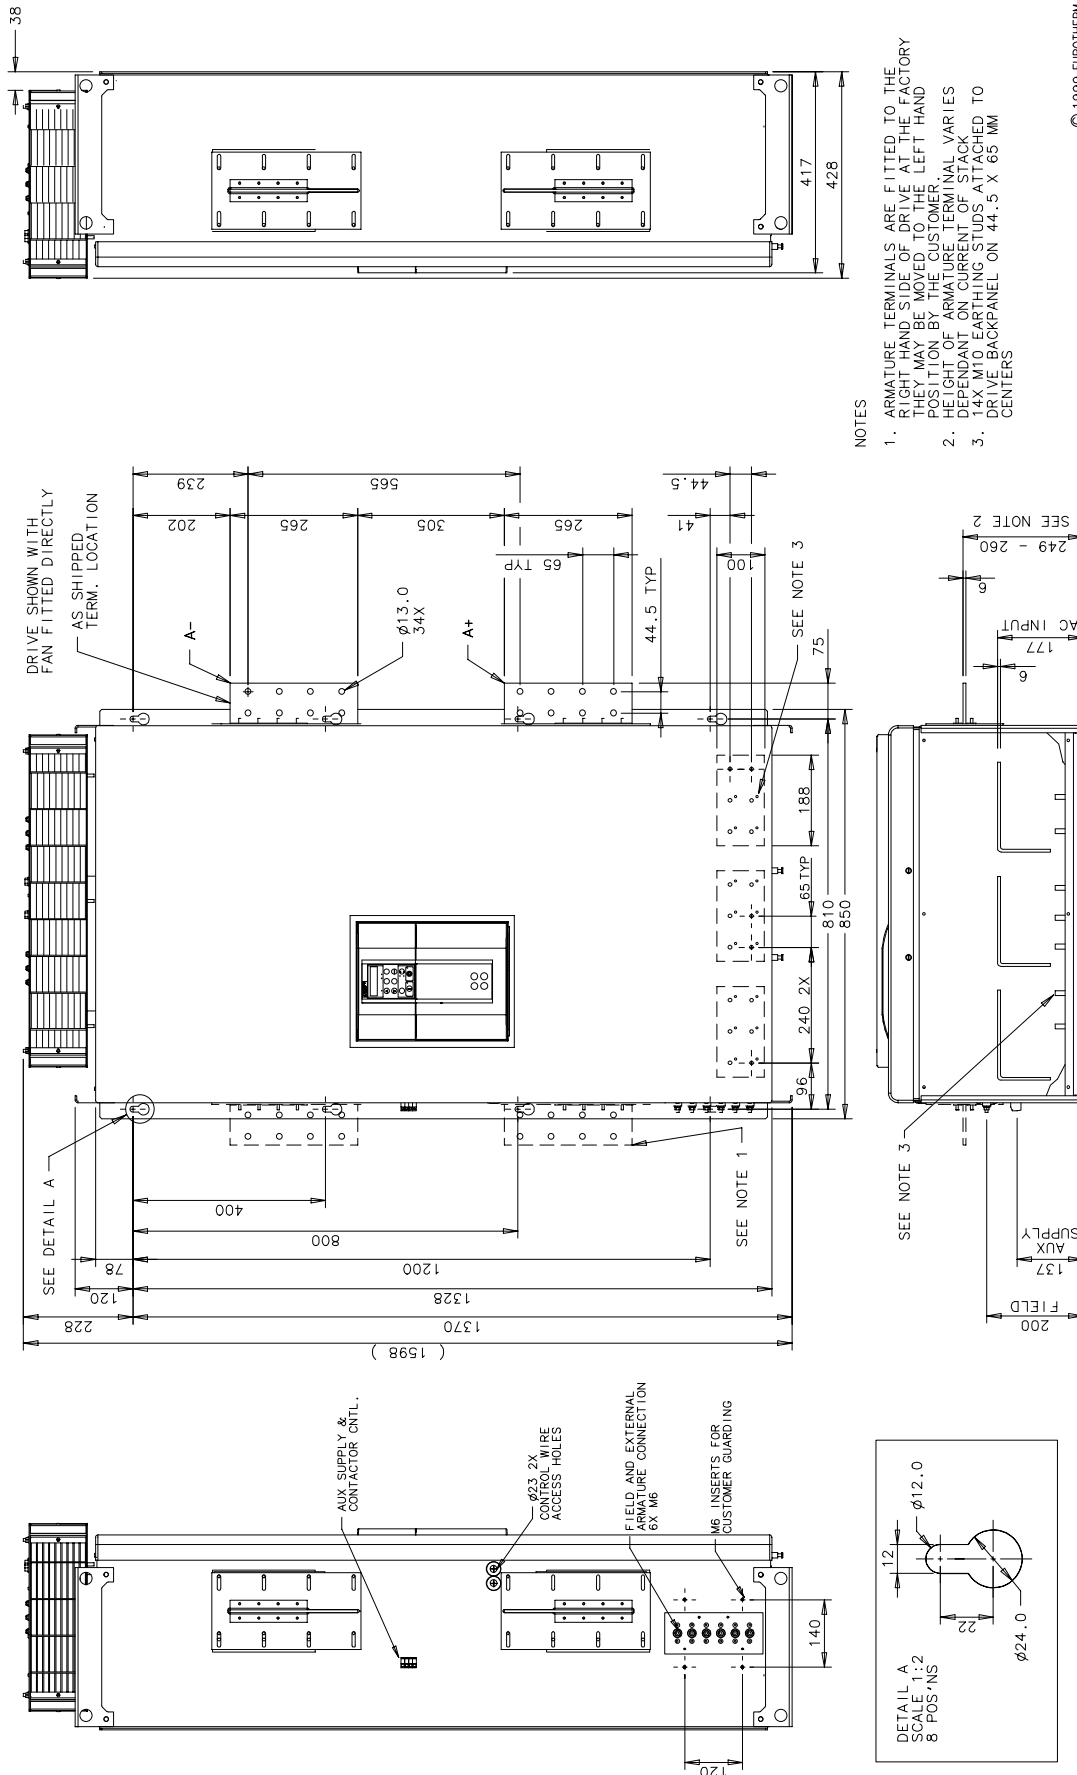 38
417
428
NOTES
1. ARMATURE TERMINALS ARE FITTED TO THE
RIGHT HAND SIDE OF DRIVE AT THE FACTORY
THEY MAY BE MOVED TO THE LEFT HAND
POSITION BY THE CUSTOMER.
2. HEIGHT OF ARMATURE TERMINAL VARIES
DEPENDANT ON CURRENT OF STACK
3. 14X M10 EARTHING STUDS ATTACHED TO
DRIVE BACKPANEL ON 44.5 X 65 MM
CENTERS
DRIVE SHOWN WITH
FAN FITTED DIRECTLY
AS SHIPPED
TERM. LOCATION
A-
Ø13.0
34X
A+
239
565
202
265
305
265
65 TYP
44.5
41
100
44.5 TYP
75
SEE NOTE 3
188
65TYP
810
850
240 2X
96
SEE DETAIL A
400
800
1200
78
120
1328
228
1370
( 1598 )
SEE NOTE 1
249 - 260
SEE NOTE 2
6
177
AC INPUT
6
SEE NOTE 3
137
AUX
SUPPLY
200
FIELD
AUX SUPPLY &
CONTACTOR CNTL.
Ø23 2X
CONTROL WIRE
ACCESS HOLES
FIELD AND EXTERNAL
ARMATURE CONNECTION
6X M6
M6 INSERTS FOR
CUSTOMER GUARDING
140
120
DETAIL A
SCALE 1:2
8 POS'NS
12
Ø12.0
22
Ø24.0